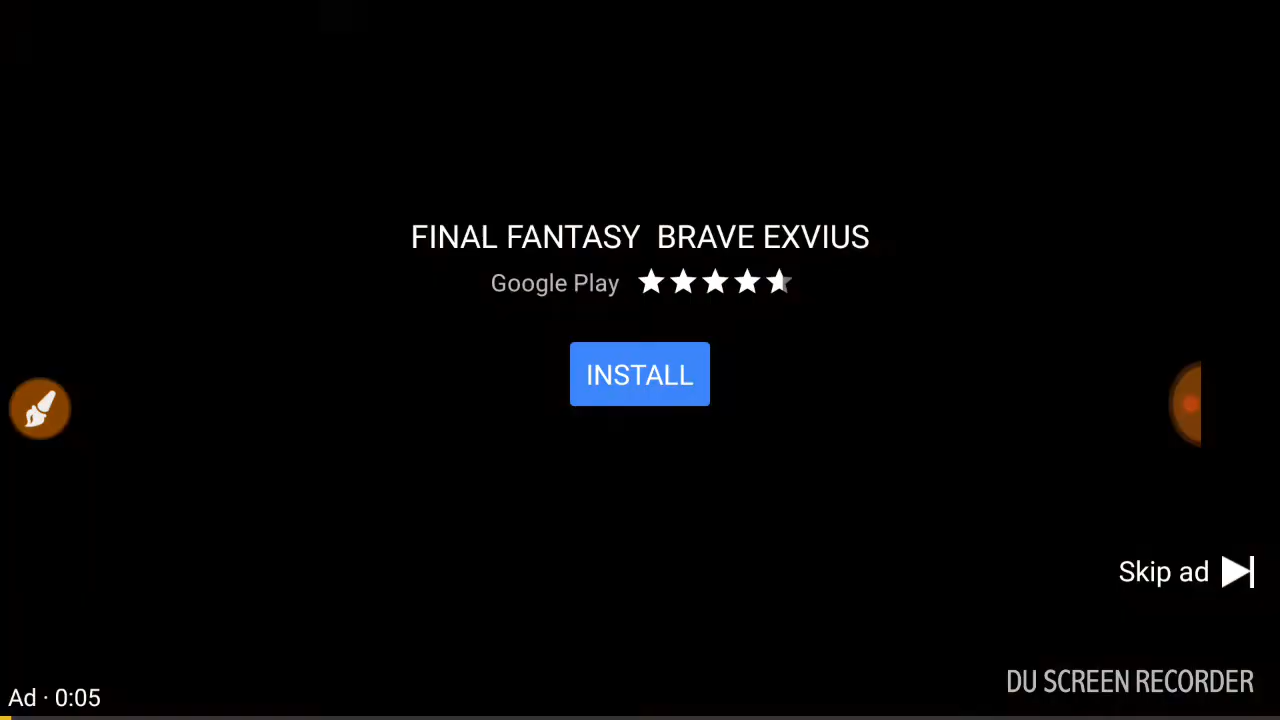 FINAL FANTASY BRAVE EXVIUS
Google Play
INSTALL
Skip ad
DU SCREEN RECORDER
Ad · 0:05